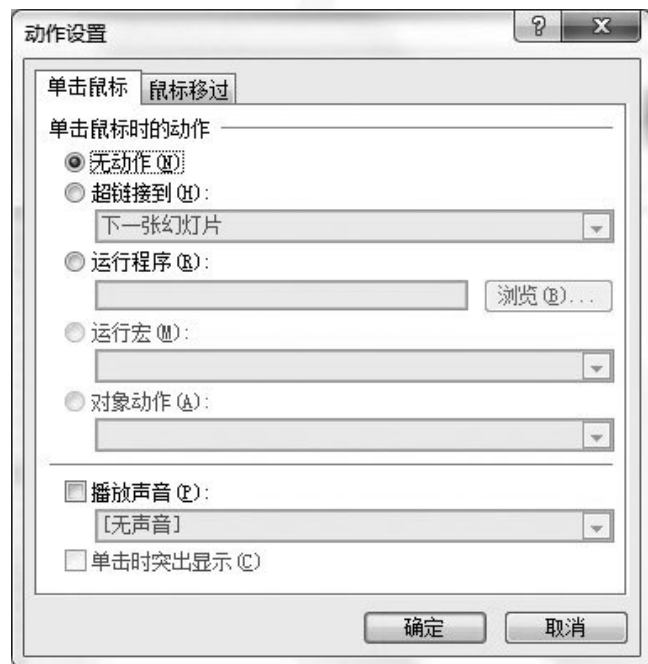 动作设置
单击鼠标 鼠标移过
单击鼠标时的动作
无动作(N)
超链接到(H):
下一张幻灯片
运行程序(R):
浏览(B)...
运行宏(M):
对象动作(A):
播放声音(P):
[无声音]
单击时突出显示(C)
确定 取消